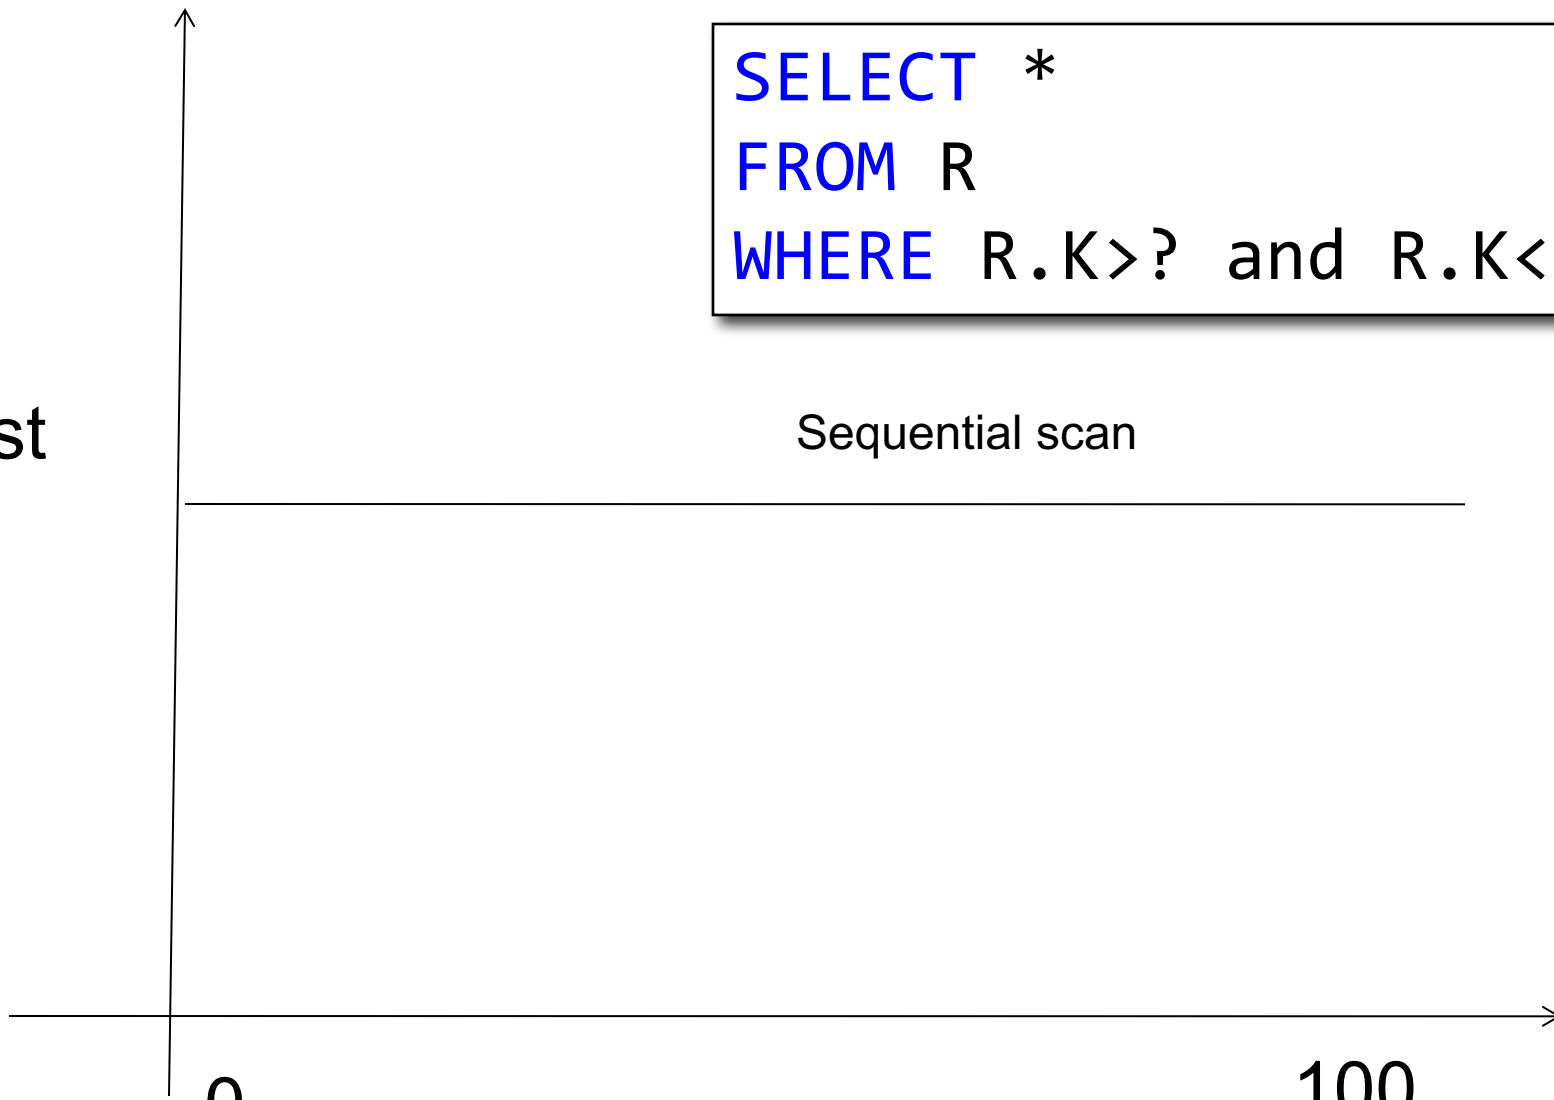 SELECT *
FROM R
WHERE R.K>? and R.K<
st
Sequential scan
0
100